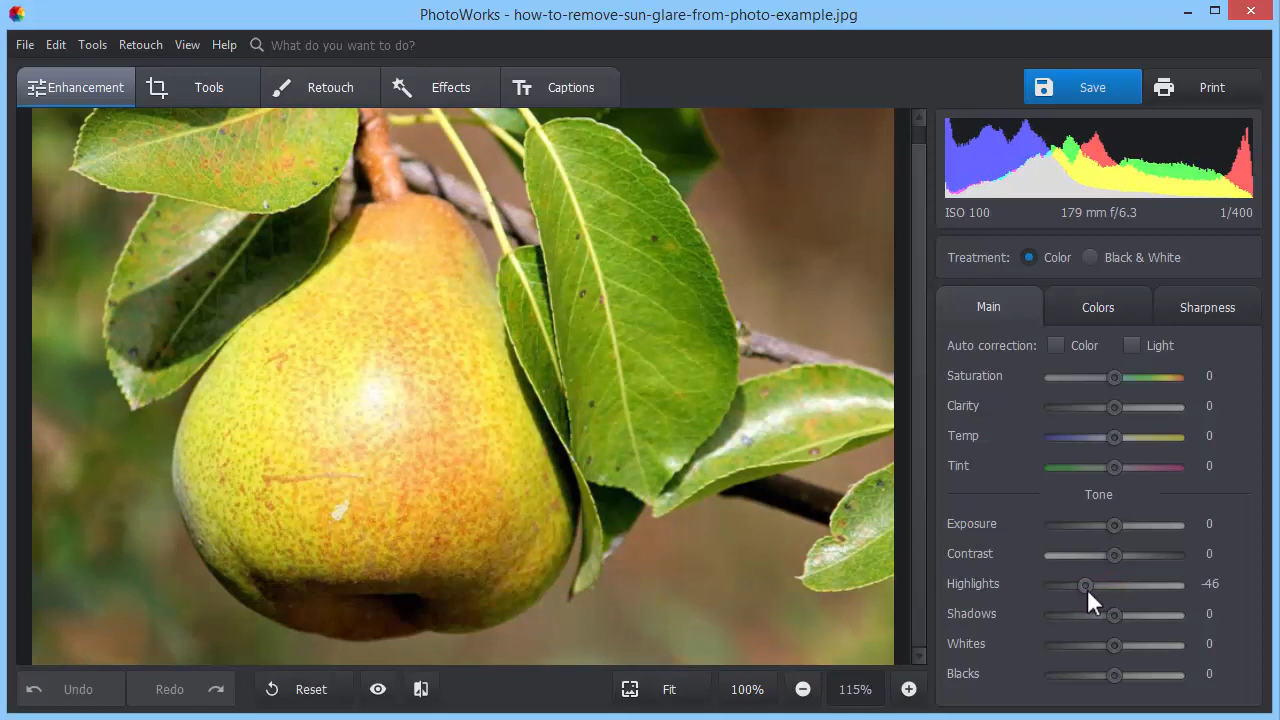 PhotoWorks - how-to-remove-sun-glare-from-photo-example.jpg
File Edit Tools Retouch View Help What do you want to do?
Enhancement Tools Retouch Effects Captions Save Print
ISO 100 179 mm f/6.3 1/400
Treatment: Color Black & White
Main Colors Sharpness
Auto correction: Color Light
Saturation 0
Clarity 0
Temp 0
Tint 0
Tone
Exposure 0
Contrast 0
Highlights -46
Shadows 0
Whites 0
Blacks 0
Undo Redo Reset Fit 100% 115%